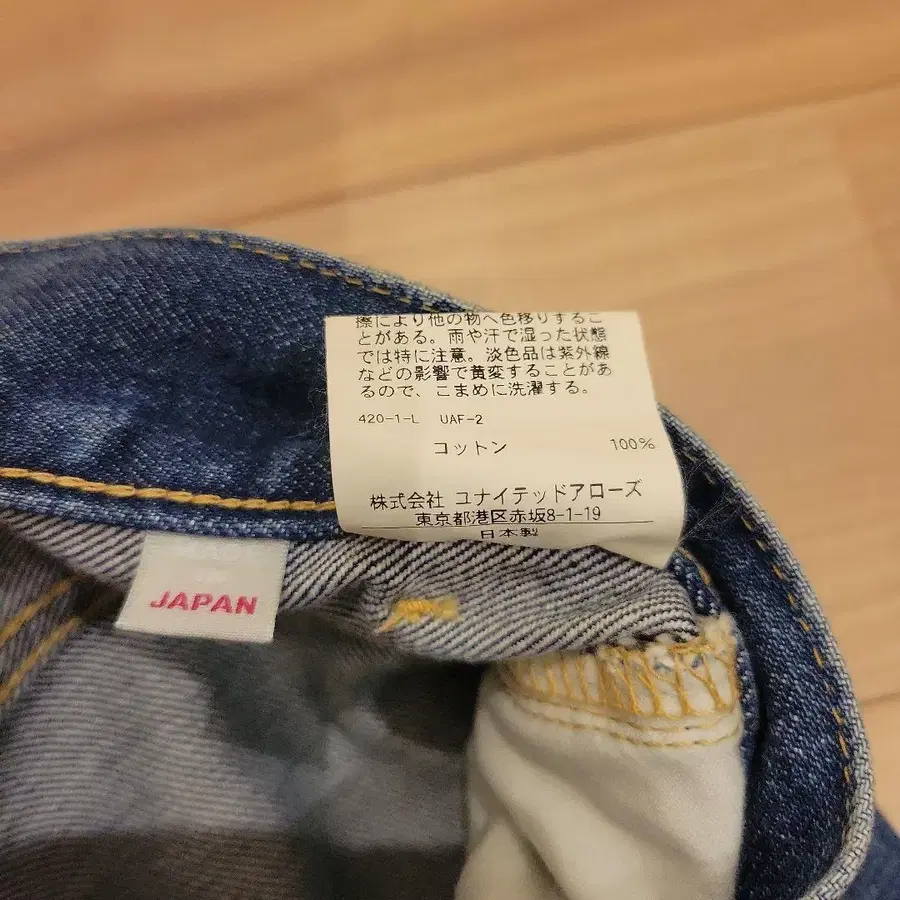 擦により他の物へ色移りするこ
とがある。雨や汗で湿った状態
では特に注意。淡色品は紫外線
などの影響で黄変することがあ
るので、こまめに洗濯する。
420-1-L UAF-2
コットン 100%
株式会社 ユナイテッドアローズ
東京都港区赤坂8-1-19
日本製
JAPAN